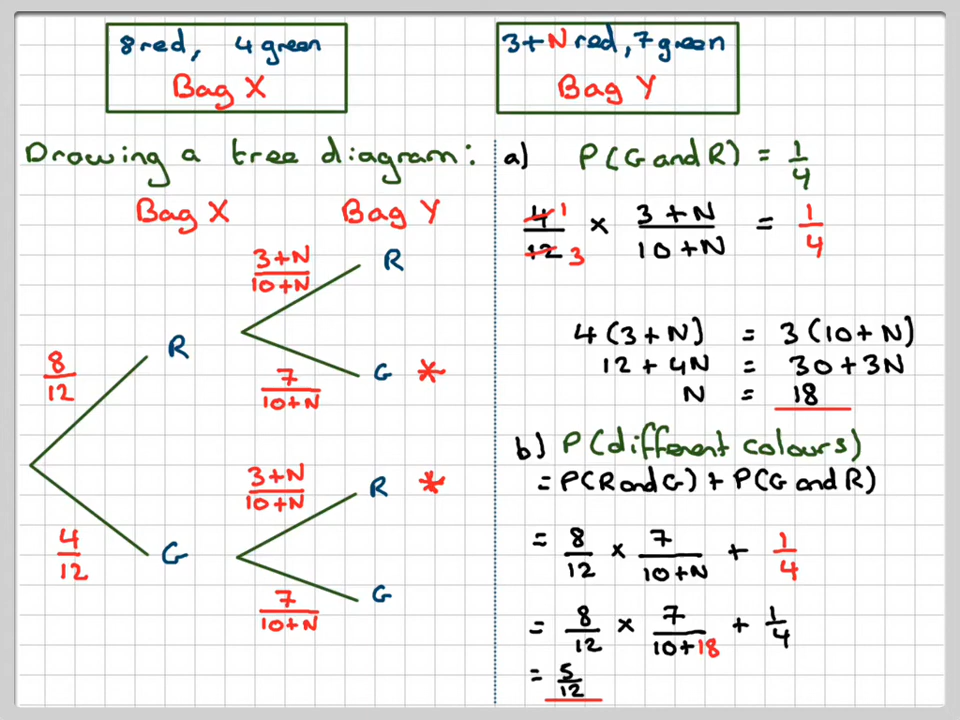 8 red, 4 green
Bag X
3+N red, 7 green
Bag Y
Drawing a tree diagram:
Bag X Bag Y
8/12
R
4/12
G
3+N/10+N
R
7/10+N
G *
3+N/10+N
R *
7/10+N
G
a) P(G and R) = 1/4
4/12 1/3 × 3+N/10+N = 1/4
4(3+N) = 3(10+N)
12 + 4N = 30+3N
N = 18
b) P(different colours)
= P(R and G) + P(G and R)
= 8/12 × 7/10+N + 1/4
= 8/12 × 7/10+18 + 1/4
= 5/12